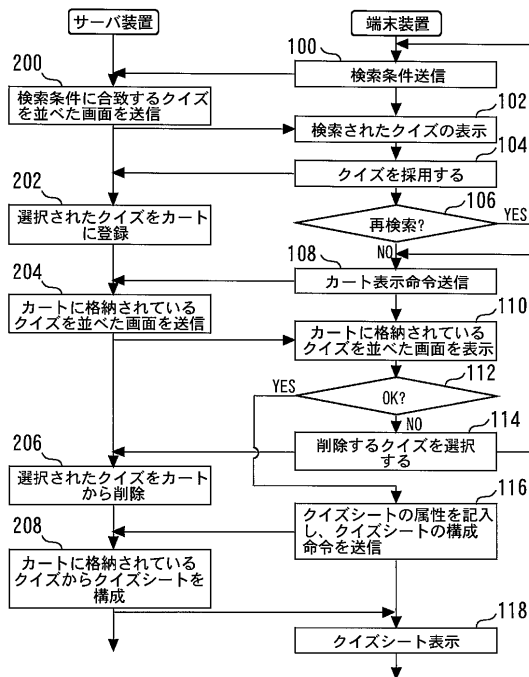 サーバ装置
端末装置
100
検索条件送信
200
検索条件に合致するクイズ
を並べた画面を送信
102
検索されたクイズの表示
104
クイズを採用する
202
選択されたクイズをカート
に登録
106
再検索?
YES
NO
108
カート表示命令送信
204
カートに格納されている
クイズを並べた画面を送信
110
カートに格納されている
クイズを並べた画面を表示
112
OK?
YES
NO
114
削除するクイズを選択
する
206
選択されたクイズをカート
から削除
116
クイズシートの属性を記入
し、クイズシートの構成
命令を送信
208
カートに格納されている
クイズからクイズシートを
構成
118
クイズシート表示